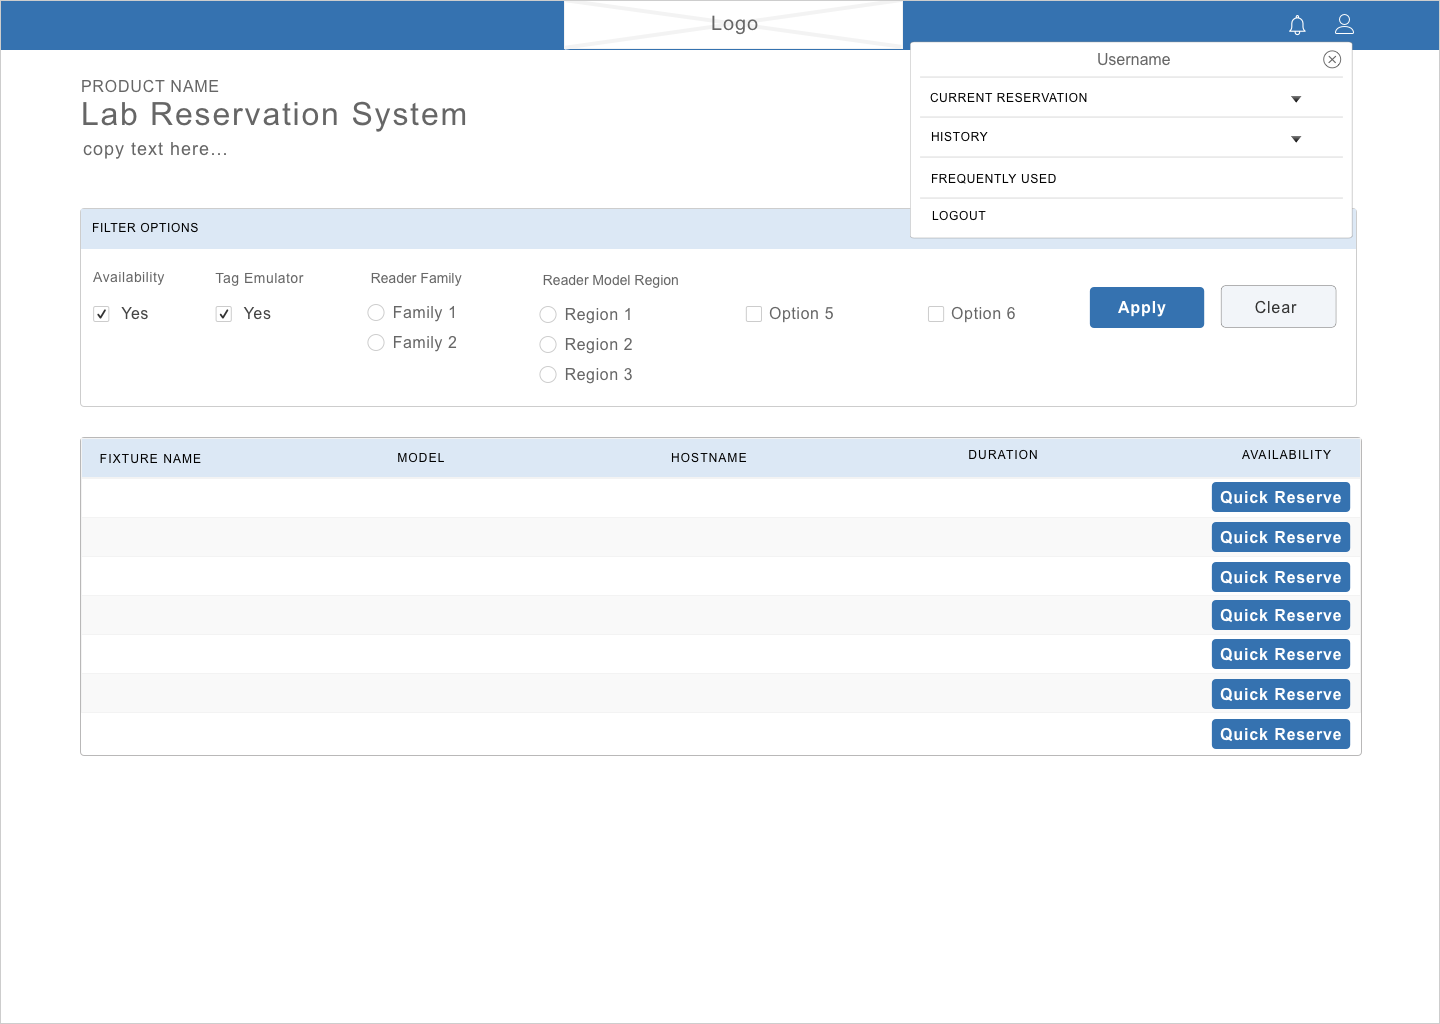 Logo
Username
PRODUCT NAME
Lab Reservation System
copy text here...
CURRENT RESERVATION
HISTORY
FREQUENTLY USED
LOGOUT
FILTER OPTIONS
Availability Tag Emulator Reader Family Reader Model Region
Yes Yes Family 1 Region 1 Option 5 Option 6 Apply Clear
Family 2 Region 2
Region 3
FIXTURE NAME MODEL HOSTNAME DURATION AVAILABILITY
Quick Reserve
Quick Reserve
Quick Reserve
Quick Reserve
Quick Reserve
Quick Reserve
Quick Reserve